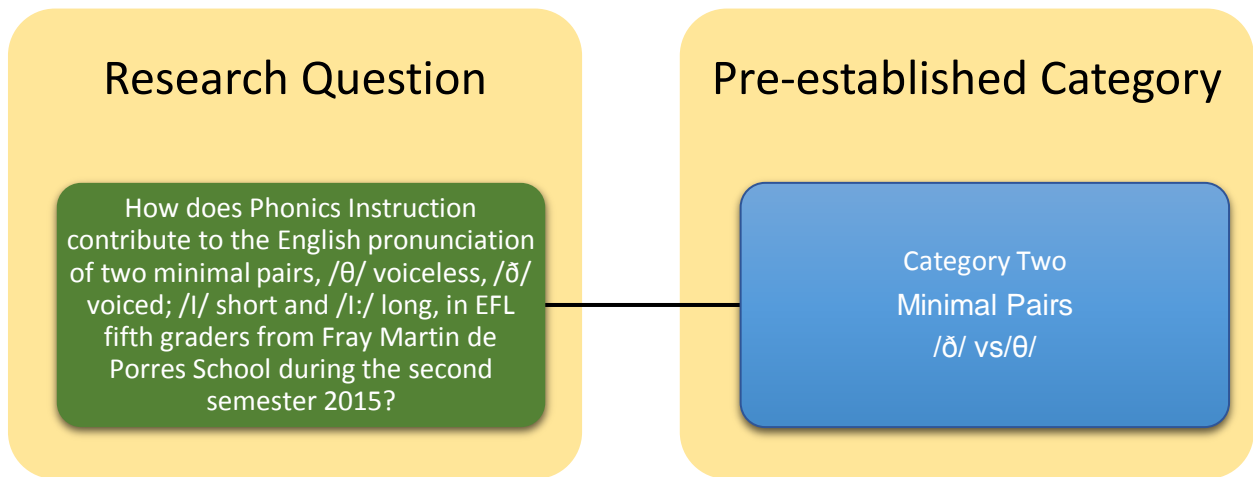 Research Question
How does Phonics Instruction
contribute to the English pronunciation
of two minimal pairs, /θ/ voiceless, /ð/
voiced; /I/ short and /I:/ long, in EFL
fifth graders from Fray Martin de
Porres School during the second
semester 2015?
Pre-established Category
Category Two
Minimal Pairs
/ð/ vs/θ/